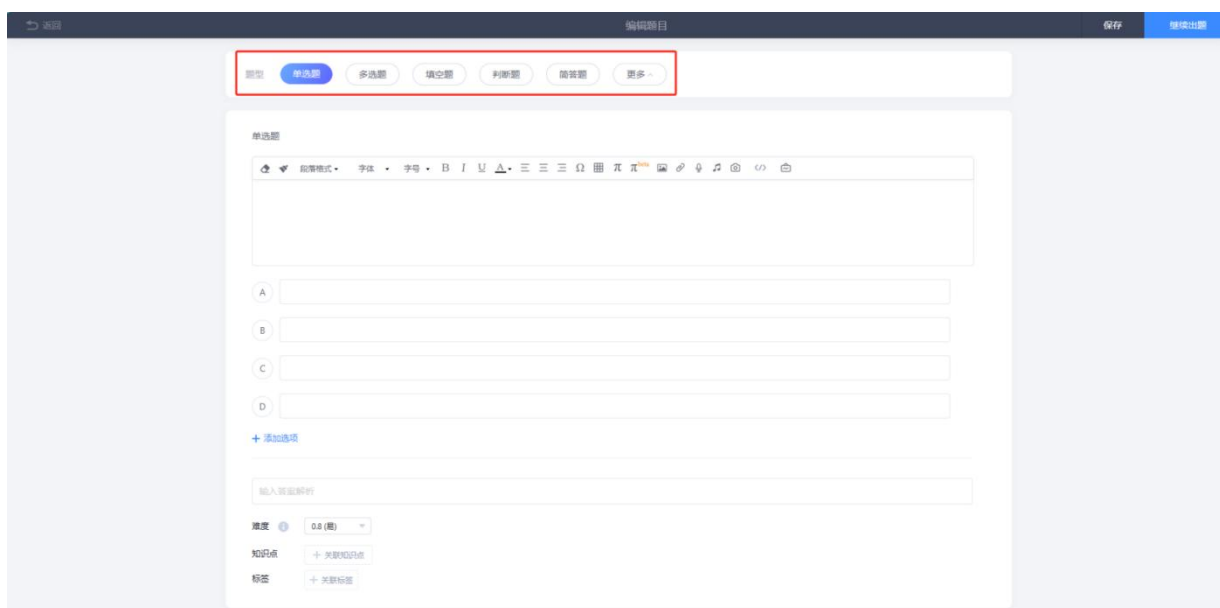 返回 编辑题目 保存 继续出题
题型 单选题 多选题 填空题 判断题 简答题 更多
单选题
段落格式 字体 字号 B I U A Ω π π Beta
A
B
C
D
+ 添加选项
输入答案解析
难度 0.8 (易)
知识点 + 关联知识点
标签 + 关联标签